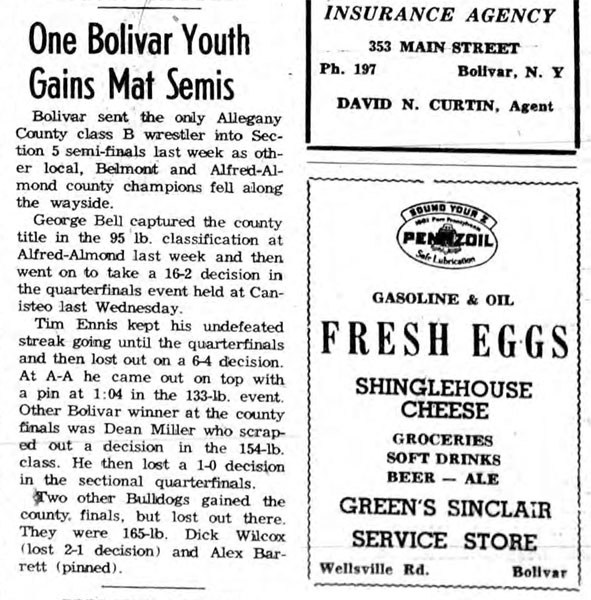 One Bolivar Youth
Gains Mat Semis
Bolivar sent the only Allegany
County class B wrestler into Sec-
tion 5 semi-finals last week as oth-
er local, Belmont and Alfred-Al-
mond county champions fell along
the wayside.
George Bell captured the county
title in the 95 lb. classification at
Alfred-Almond last week and then
went on to take a 16-2 decision in
the quarterfinals event held at Can-
isteo last Wednesday.
Tim Ennis kept his undefeated
streak going until the quarterfinals
and then lost out on a 6-4 decision.
At A-A he came out on top with
a pin at 1:04 in the 133-lb. event.
Other Bolivar winner at the county
finals was Dean Miller who scrap-
ed out a decision in the 154-lb.
class. He then lost a 1-0 decision
in the sectional quarterfinals.
Two other Bulldogs gained the
county finals, but lost out there.
They were 165-lb. Dick Wilcox
(lost 2-1 decision) and Alex Bar-
rett (pinned).
INSURANCE AGENCY
353 MAIN STREET
Ph. 197 Bolivar, N. Y
DAVID N. CURTIN, Agent
SOUND YOUR Z
100% Pure Pennsylvania
PENNZOIL
Safe Lubrication
GASOLINE & OIL
FRESH EGGS
SHINGLEHOUSE
CHEESE
GROCERIES
SOFT DRINKS
BEER — ALE
GREEN'S SINCLAIR
SERVICE STORE
Wellsville Rd. Bolivar